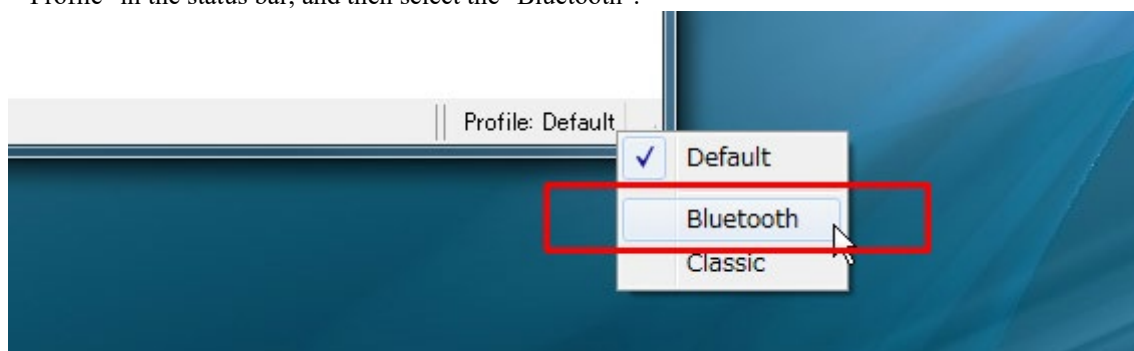 "Profile" in the status bar, and then select the "Bluetooth".
Profile: Default
Default
Bluetooth
Classic